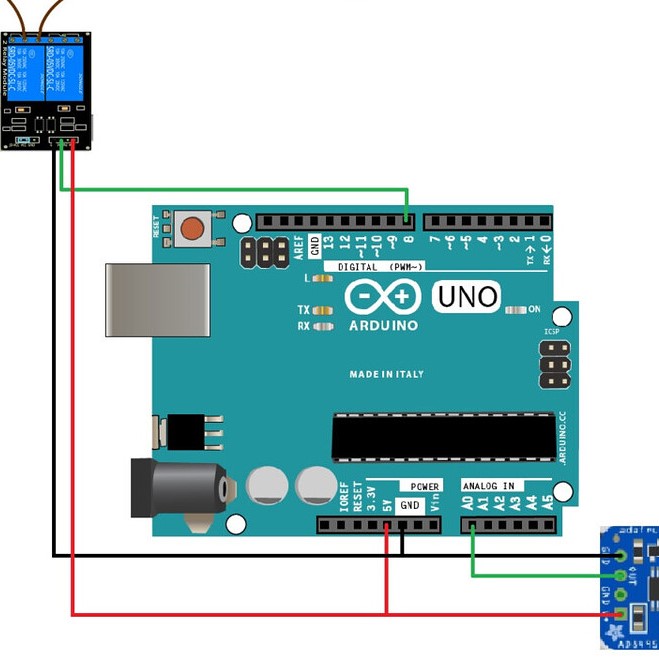 2 Relay Module
SRD-05VDC-SL-C
SRD-05VDC-SL-C
RESET
AREF
GND
13
12
~11
~10
~9
8
7
~6
~5
4
~3
2
TX→1
RX←0
DIGITAL (PWM~)
L
TX
RX
UNO
ARDUINO
ON
ICSP
MADE IN ITALY
ARDUINO.CC
POWER
ANALOG IN
IOREF
RESET
3.3V
5V
GND
Vin
A0
A1
A2
A3
A4
A5
OUT
GND